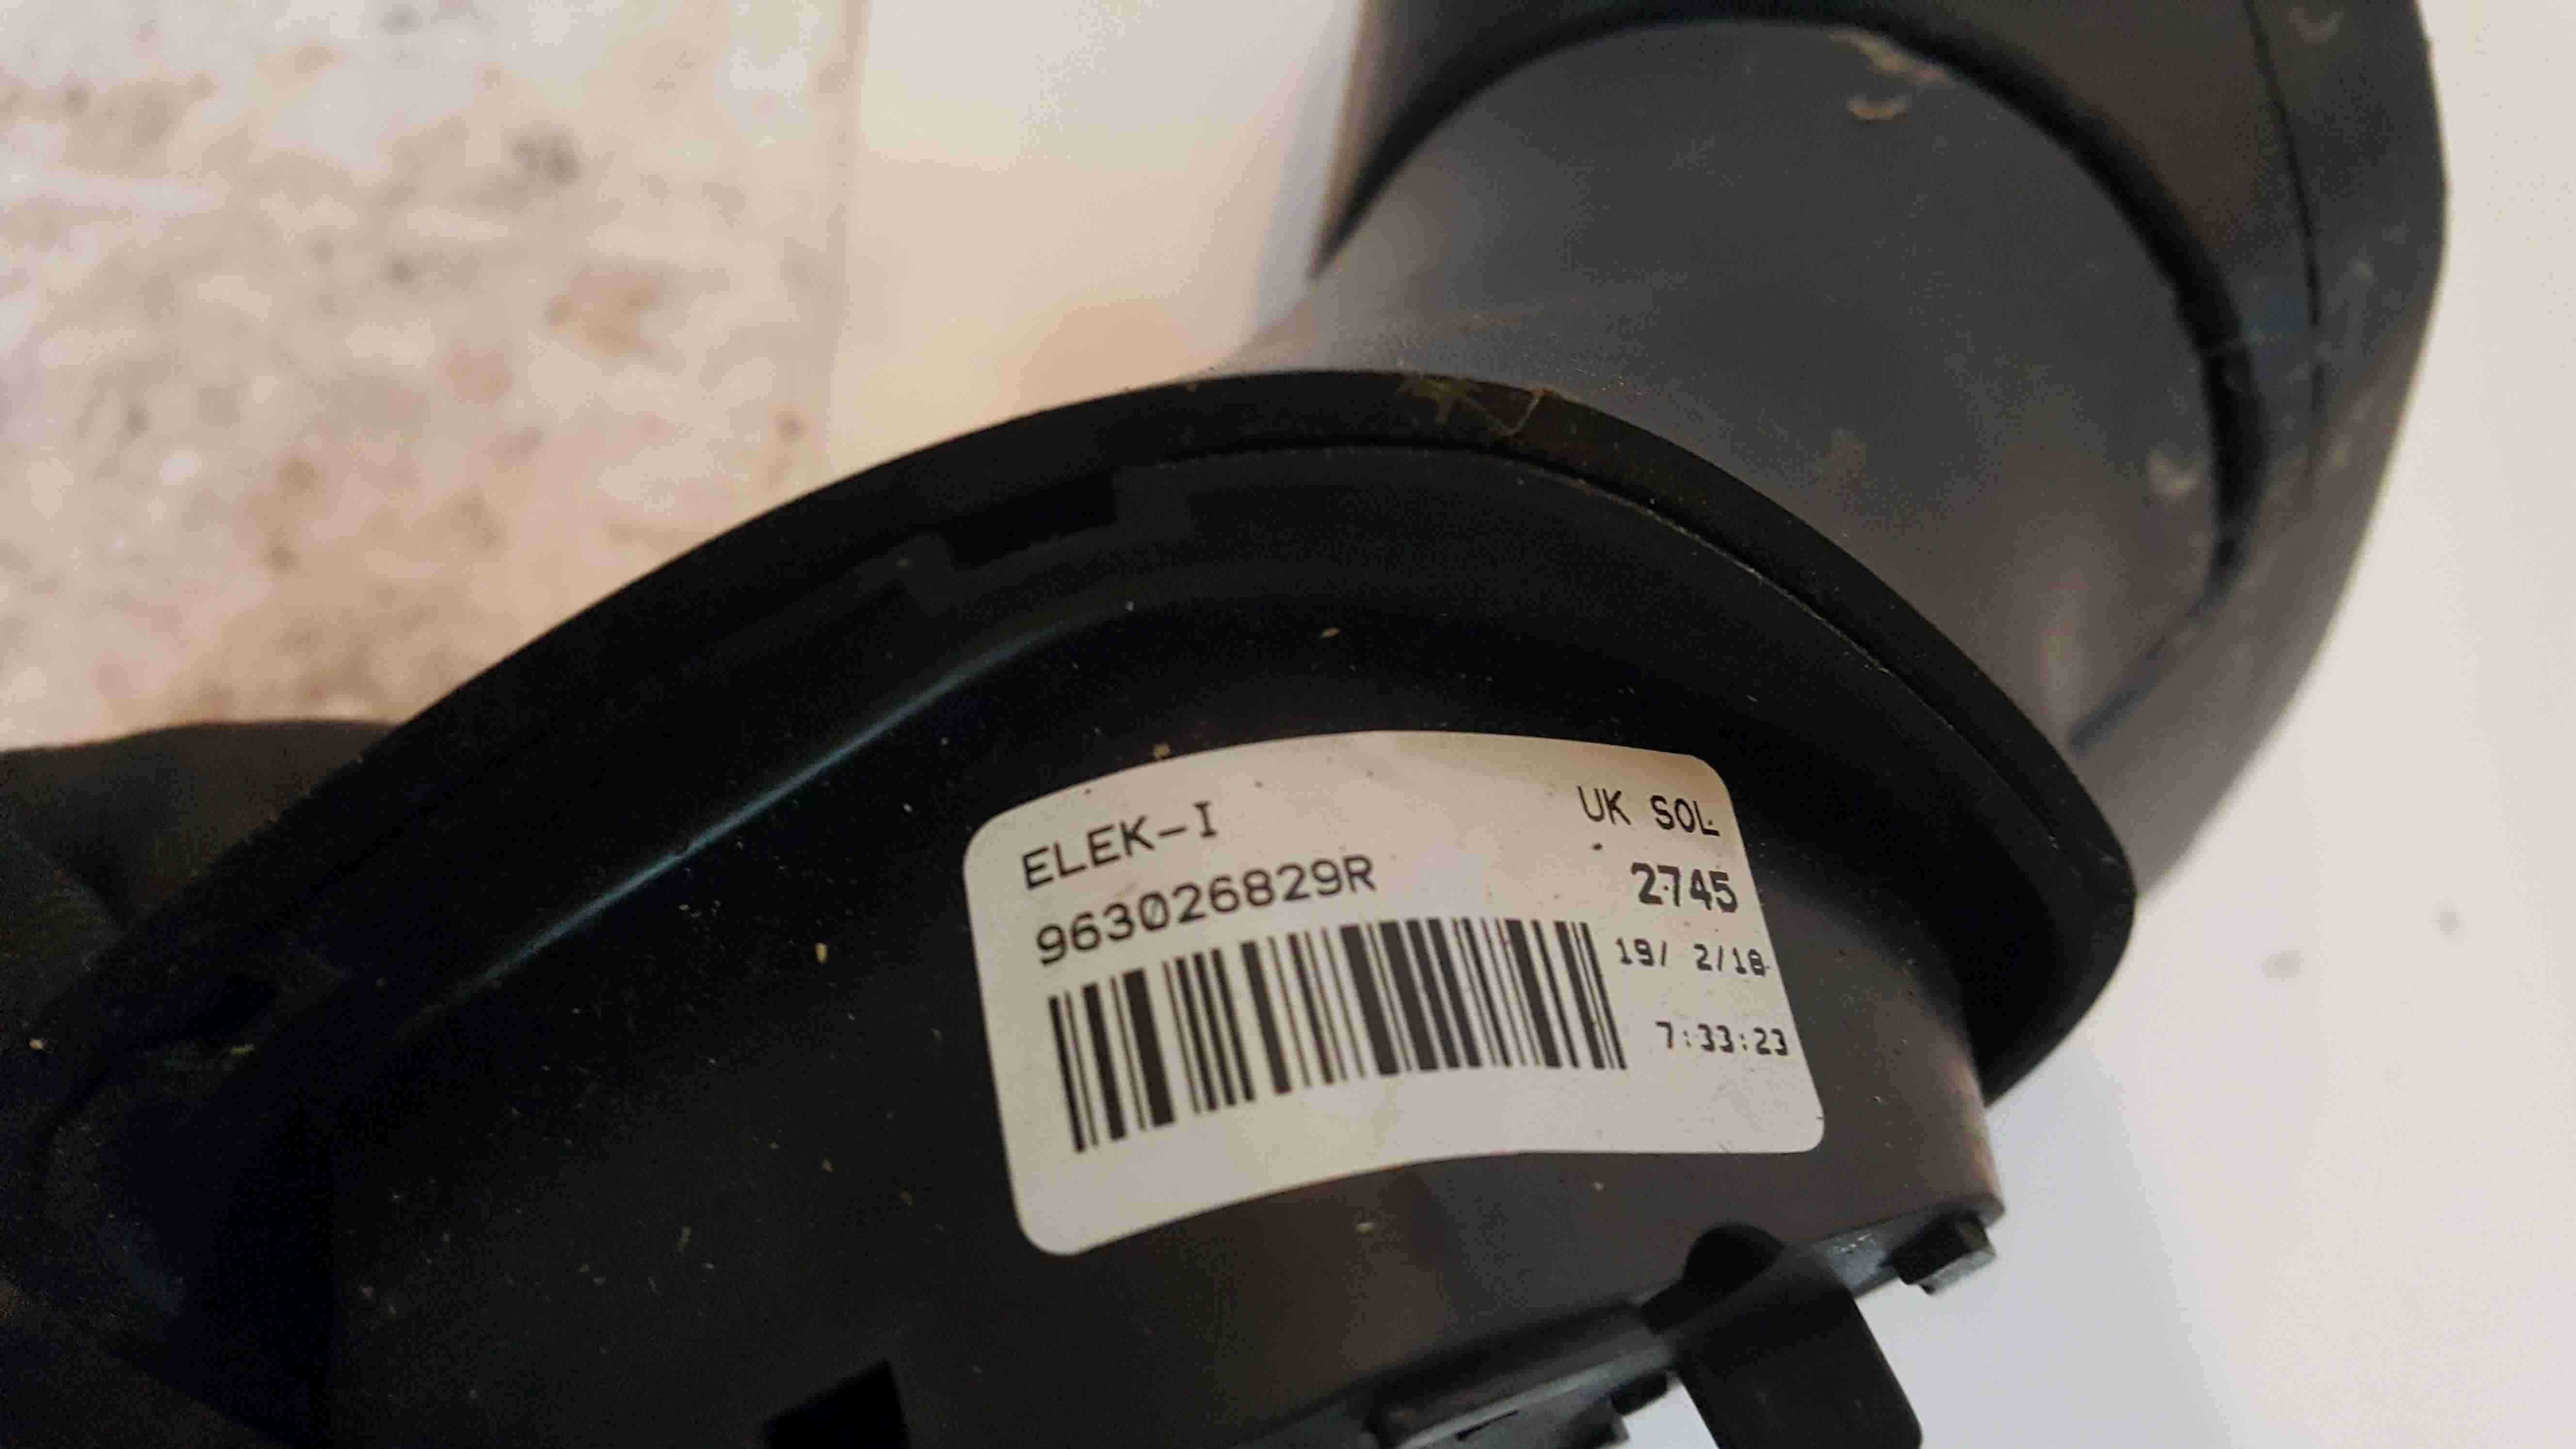 ELEK-I
963026829R
UK SOL
2745
19/ 2/18
7:33:23